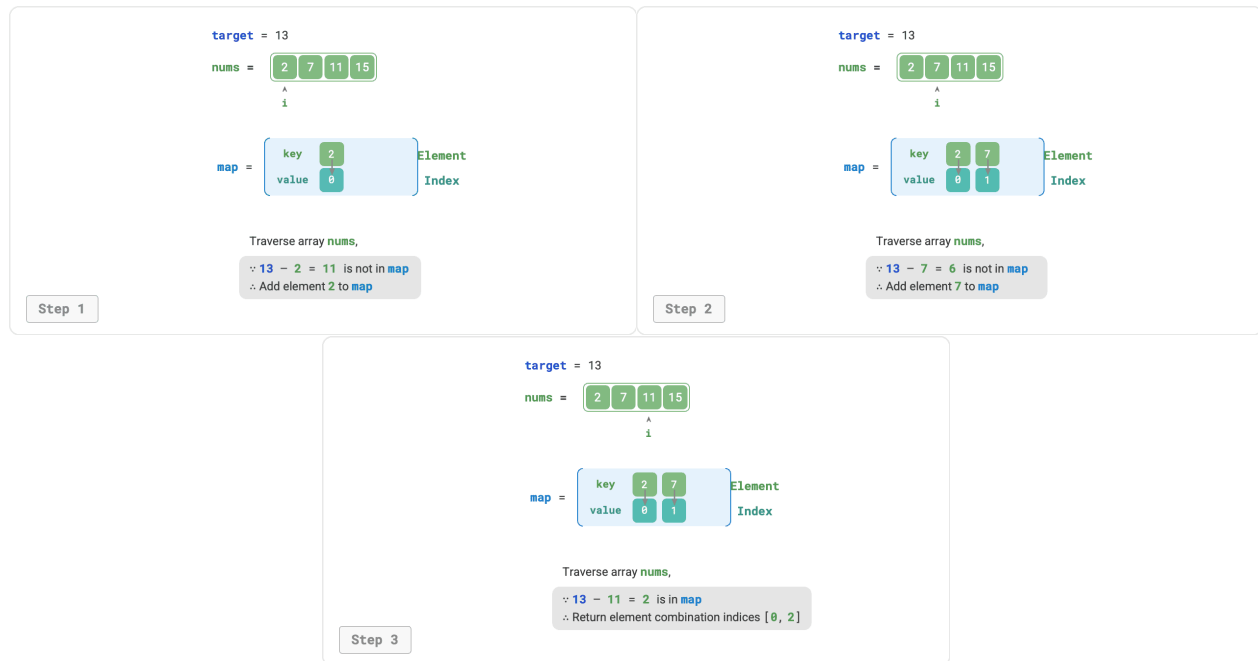 target = 13
nums = 2 7 11 15
i
key 2 Element
map =
value 0 Index
Traverse array nums,
∵ 13 − 2 = 11 is not in map
∴ Add element 2 to map
Step 1
target = 13
nums = 2 7 11 15
i
key 2 7 Element
map =
value 0 1 Index
Traverse array nums,
∵ 13 − 7 = 6 is not in map
∴ Add element 7 to map
Step 2
target = 13
nums = 2 7 11 15
i
key 2 7 Element
map =
value 0 1 Index
Traverse array nums,
∵ 13 − 11 = 2 is in map
∴ Return element combination indices [0, 2]
Step 3